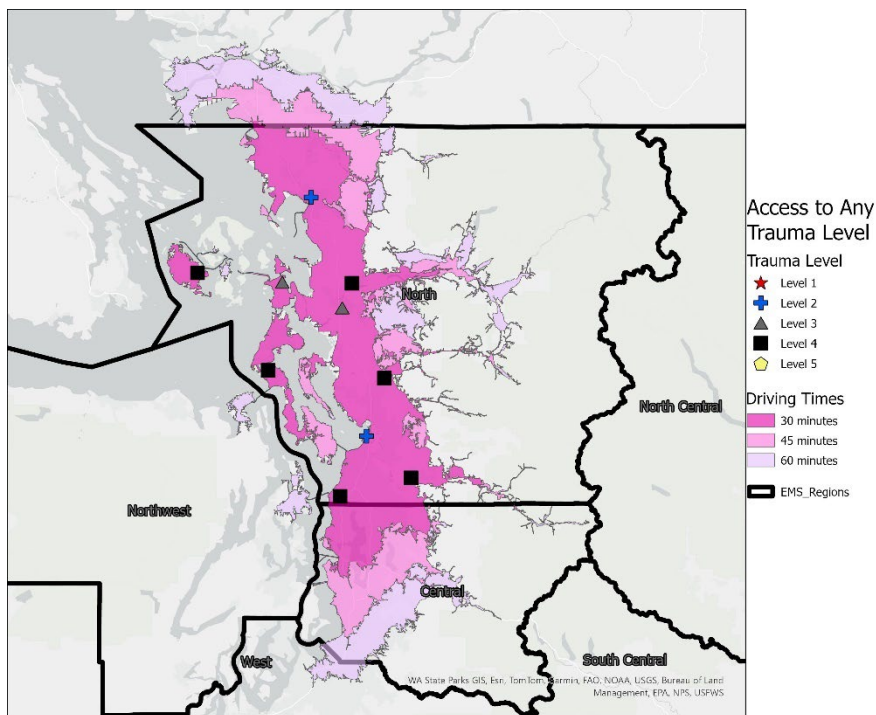 North
North Central
Northwest
Central
West
South Central
WA State Parks GIS, Esri, TomTom, Garmin, FAO, NOAA, USGS, Bureau of Land
Management, EPA, NPS, USFWS
Access to Any
Trauma Level
Trauma Level
Level 1
Level 2
Level 3
Level 4
Level 5
Driving Times
30 minutes
45 minutes
60 minutes
EMS_Regions